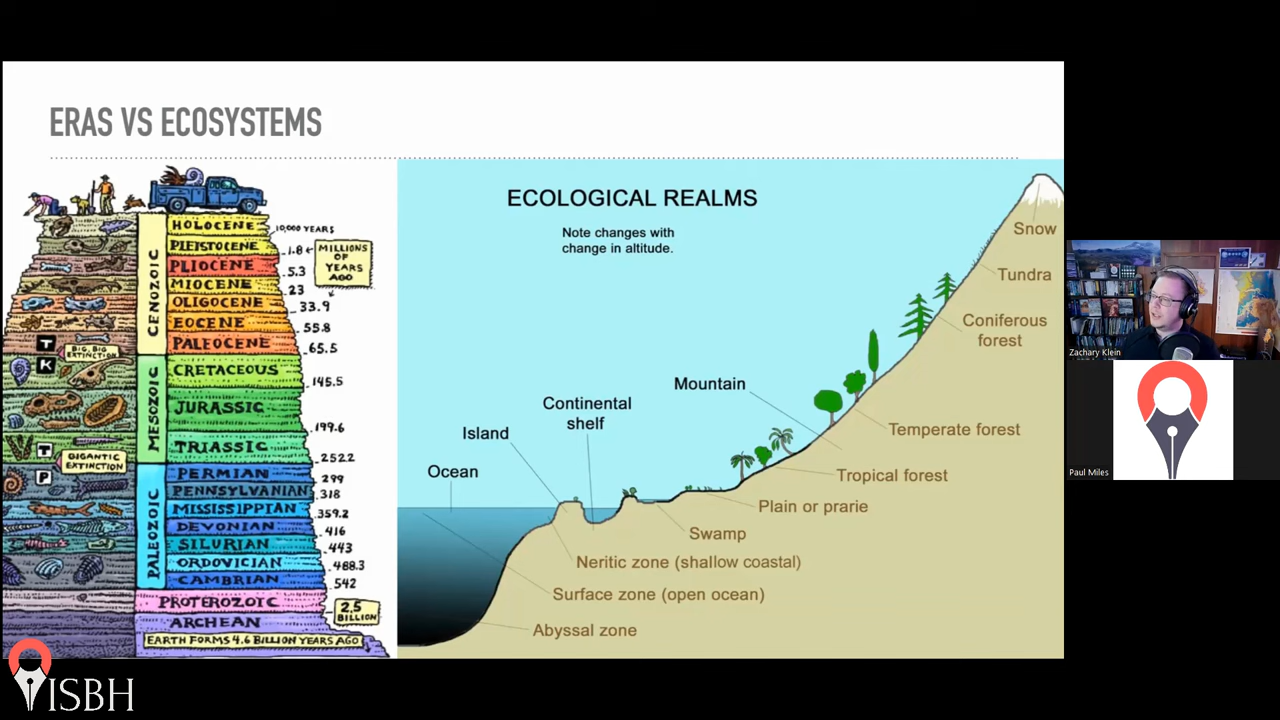 ERAS VS ECOSYSTEMS
HOLOCENE
10,000 YEARS
PLEISTOCENE
1.8
MILLIONS
OF
YEARS
AGO
PLIOCENE
5.3
MIOCENE
23
OLIGOCENE
33.9
EOCENE
55.8
PALEOCENE
65.5
CENOZOIC
T
BIG, BIG
EXTINCTION
K
CRETACEOUS
145.5
JURASSIC
199.6
TRIASSIC
252.2
MESOZOIC
T
GIGANTIC
EXTINCTION
P
PERMIAN
299
PENNSYLVANIAN
318
MISSISSIPPIAN
359.2
DEVONIAN
416
SILURIAN
443
ORDOVICIAN
488.3
CAMBRIAN
542
PALEOZOIC
PROTEROZOIC
2.5
BILLION
ARCHEAN
EARTH FORMS 4.6 BILLION YEARS AGO
ECOLOGICAL REALMS
Note changes with
change in altitude.
Snow
Tundra
Coniferous
forest
Mountain
Continental
shelf
Island
Temperate forest
Ocean
Tropical forest
Plain or prarie
Swamp
Neritic zone (shallow coastal)
Surface zone (open ocean)
Abyssal zone
Zachary Klein
Paul Miles
ISBH